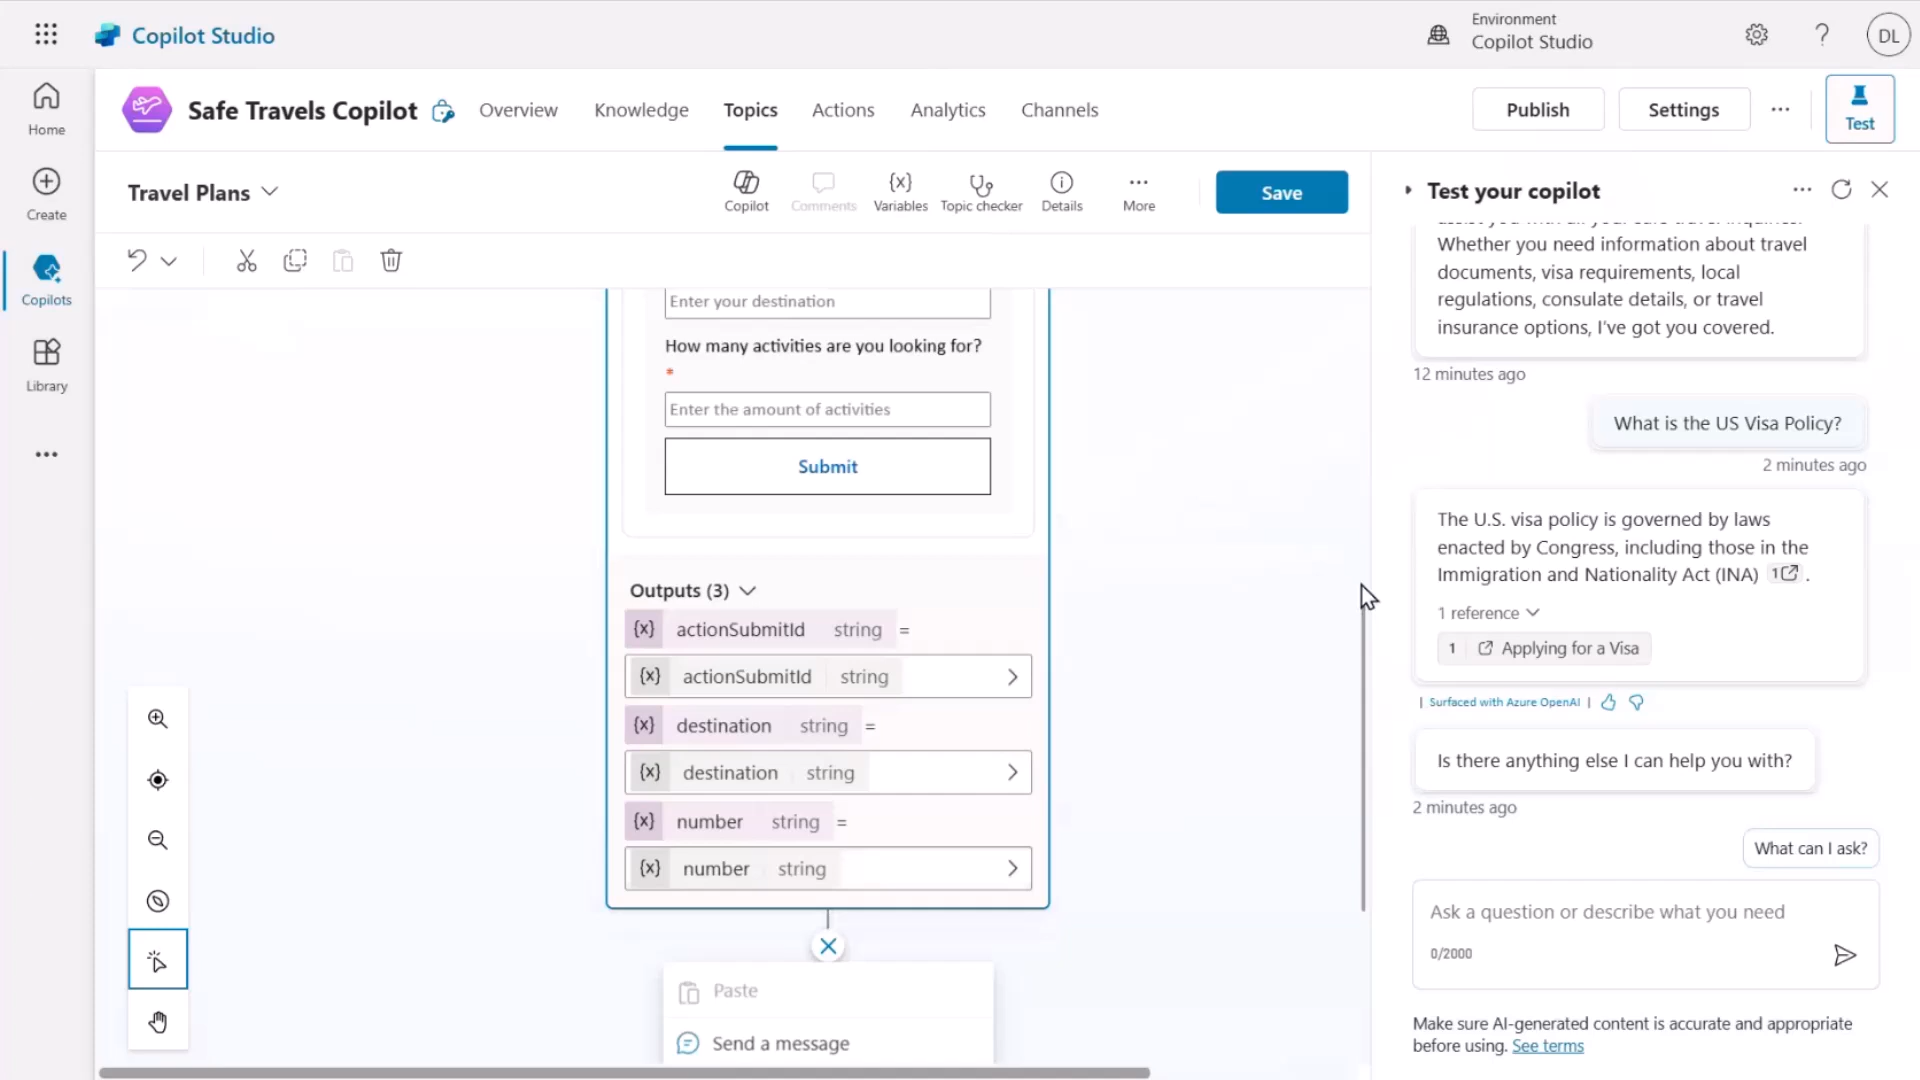 Copilot Studio
Environment
Copilot Studio
DL
Home
Create
Copilots
Library
Safe Travels Copilot
Overview
Knowledge
Topics
Actions
Analytics
Channels
Publish
Settings
Test
Travel Plans
Copilot
Comments
{x}
Variables
Topic checker
Details
More
Save
Enter your destination
How many activities are you looking for?
*
Enter the amount of activities
Submit
Outputs (3)
{x} actionSubmitId string =
{x} actionSubmitId string
{x} destination string =
{x} destination string
{x} number string =
{x} number string
Paste
Send a message
Test your copilot
assist you with all your safe travel inquiries.
Whether you need information about travel
documents, visa requirements, local
regulations, consulate details, or travel
insurance options, I've got you covered.
12 minutes ago
What is the US Visa Policy?
2 minutes ago
The U.S. visa policy is governed by laws
enacted by Congress, including those in the
Immigration and Nationality Act (INA) 1 .
1 reference
1 Applying for a Visa
| Surfaced with Azure OpenAI |
Is there anything else I can help you with?
2 minutes ago
What can I ask?
Ask a question or describe what you need
0/2000
Make sure AI-generated content is accurate and appropriate
before using. See terms